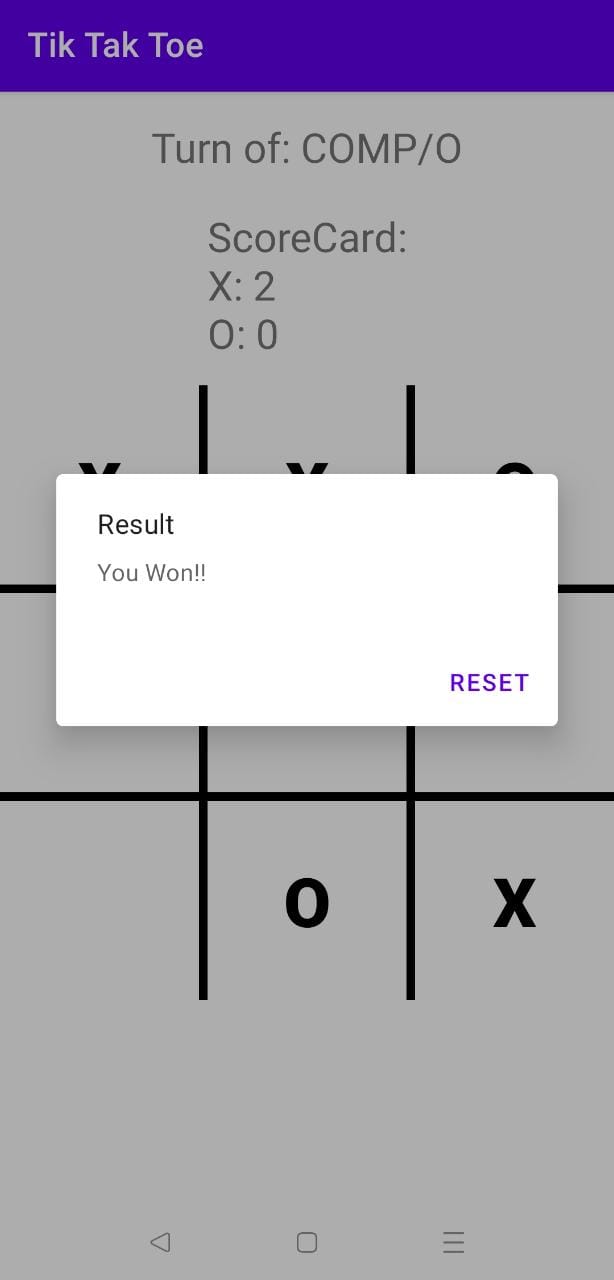 Tik Tak Toe
Turn of: COMP/O
ScoreCard:
X: 2
O: 0
X X O
Result
You Won!!
RESET
O X